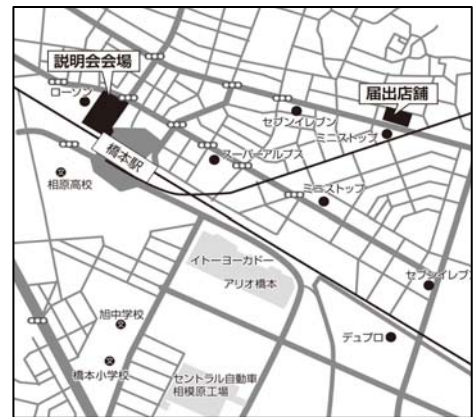 説明会会場
ローソン
届出店舗
セブンイレブン
ミニストップ
橋本駅
スーパーアルプス
相原高校
文
ミニストップ
イトーヨーカドー
アリオ橋本
セブンイレブン
旭中学校
文
デュプロ
橋本小学校
文
セントラル自動車
相模原工場